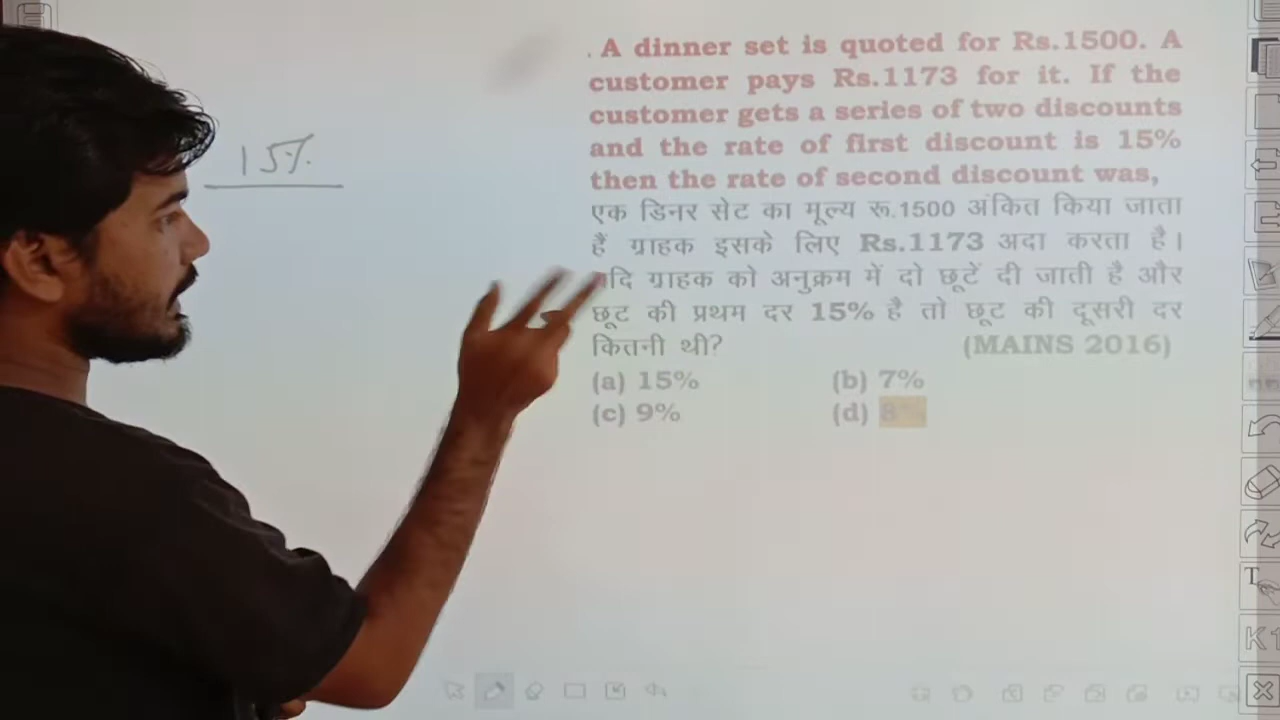 15%
. A dinner set is quoted for Rs.1500. A
customer pays Rs.1173 for it. If the
customer gets a series of two discounts
and the rate of first discount is 15%
then the rate of second discount was,
एक डिनर सेट का मूल्य रू.1500 अंकित किया जाता
हैं ग्राहक इसके लिए Rs.1173 अदा करता है।
यदि ग्राहक को अनुक्रम में दो छूटें दी जाती है और
छूट की प्रथम दर 15% है तो छूट की दूसरी दर
कितनी थी? (MAINS 2016)
(a) 15% (b) 7%
(c) 9% (d) 8%
T